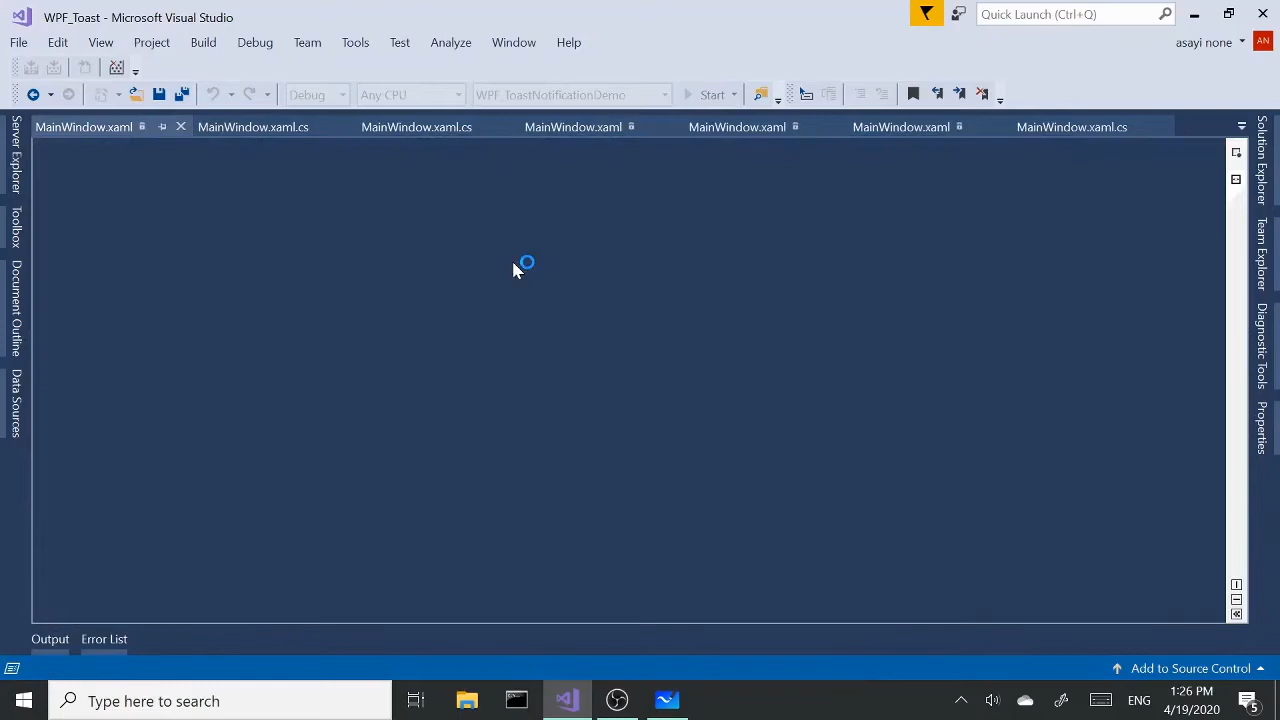 WPF_Toast - Microsoft Visual Studio
Quick Launch (Ctrl+Q)
File Edit View Project Build Debug Team Tools Test Analyze Window Help
asayi none AN
Debug Any CPU WPF_ToastNotificationDemo Start
MainWindow.xaml MainWindow.xaml.cs MainWindow.xaml.cs MainWindow.xaml MainWindow.xaml MainWindow.xaml MainWindow.xaml.cs
Server Explorer
Toolbox
Document Outline
Data Sources
Solution Explorer
Team Explorer
Diagnostic Tools
Properties
Output Error List
Add to Source Control
Type here to search
ENG
1:26 PM
4/19/2020
5